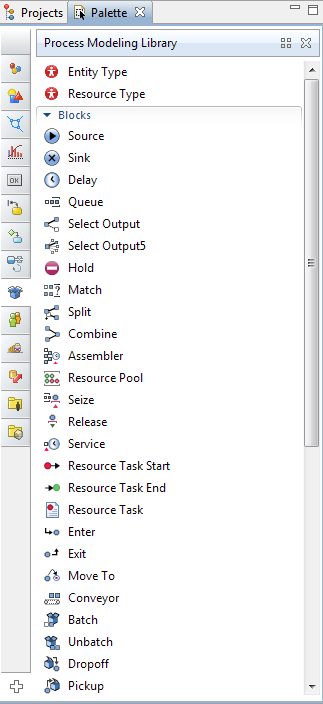 Projects Palette
Process Modeling Library
Entity Type
Resource Type
Blocks
Source
Sink
Delay
Queue
Select Output
Select Output5
Hold
OK
Match
Split
Combine
Assembler
Resource Pool
Seize
Release
Service
Resource Task Start
Resource Task End
Resource Task
Enter
Exit
Move To
Conveyor
Batch
Unbatch
Dropoff
Pickup